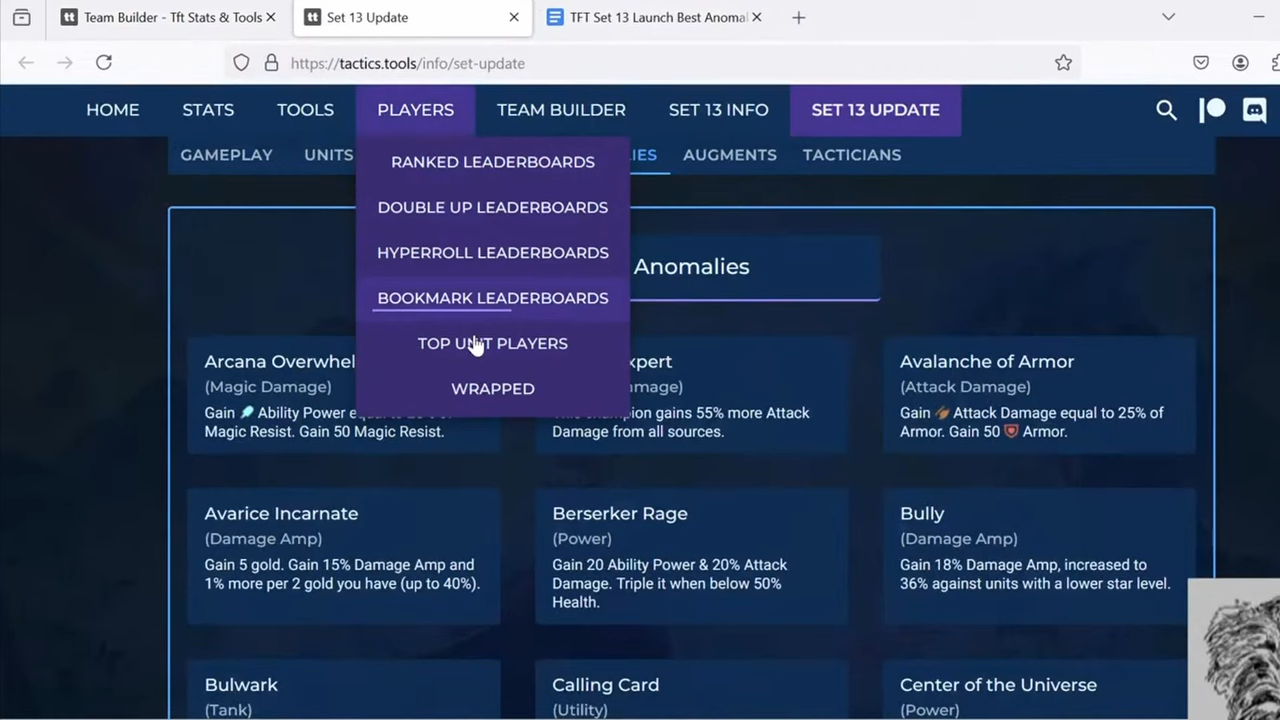 Team Builder - Tft Stats & Tools
Set 13 Update
TFT Set 13 Launch Best Anomal
https://tactics.tools/info/set-update
HOME
STATS
TOOLS
PLAYERS
TEAM BUILDER
SET 13 INFO
SET 13 UPDATE
GAMEPLAY
UNITS
IES
AUGMENTS
TACTICIANS
RANKED LEADERBOARDS
DOUBLE UP LEADERBOARDS
HYPERROLL LEADERBOARDS
BOOKMARK LEADERBOARDS
TOP UNIT PLAYERS
WRAPPED
Anomalies
Arcana Overwhel
(Magic Damage)
Gain Ability Power
Magic Resist. Gain 50 Magic Resist.
xpert
amage)
champion gains 55% more Attack
Damage from all sources.
Avalanche of Armor
(Attack Damage)
Gain Attack Damage equal to 25% of
Armor. Gain 50 Armor.
Avarice Incarnate
(Damage Amp)
Gain 5 gold. Gain 15% Damage Amp and
1% more per 2 gold you have (up to 40%).
Berserker Rage
(Power)
Gain 20 Ability Power & 20% Attack
Damage. Triple it when below 50%
Health.
Bully
(Damage Amp)
Gain 18% Damage Amp, increased to
36% against units with a lower star level.
Bulwark
(Tank)
Calling Card
(Utility)
Center of the Universe
(Power)